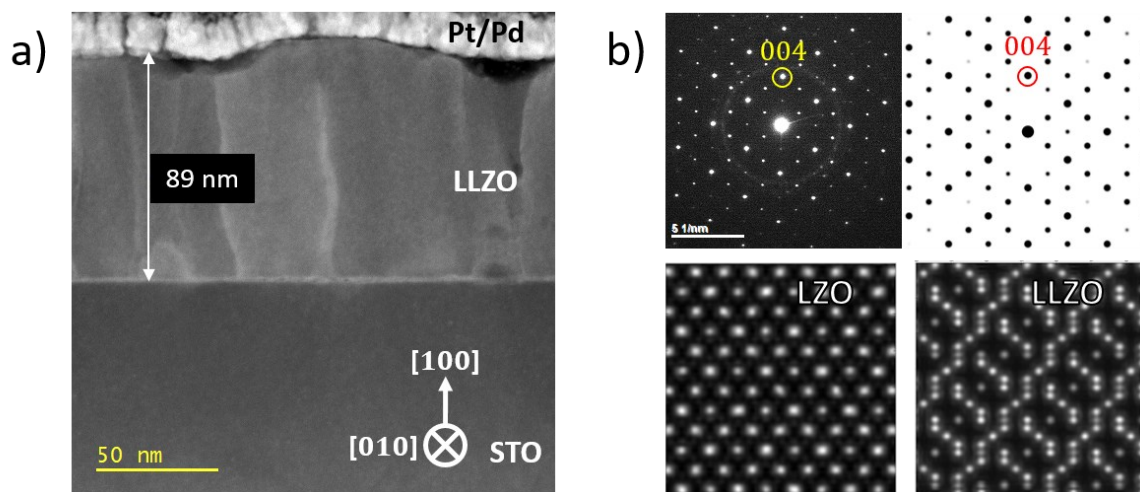 a)
Pt/Pd
89 nm
LLZO
[100]
[010]
STO
50 nm
b)
004
5 1/nm
004
LZO
LLZO